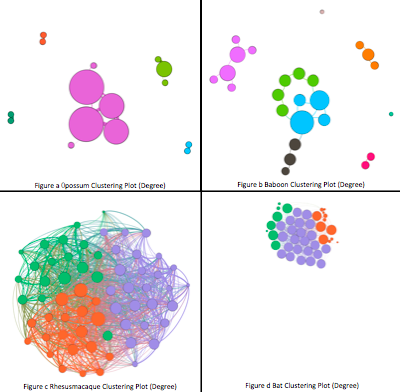 Figure a Opossum Clustering Plot (Degree)
Figure b Baboon Clustering Plot (Degree)
Figure c Rhesusmacaque Clustering Plot (Degree)
Figure d Bat Clustering Plot (Degree)